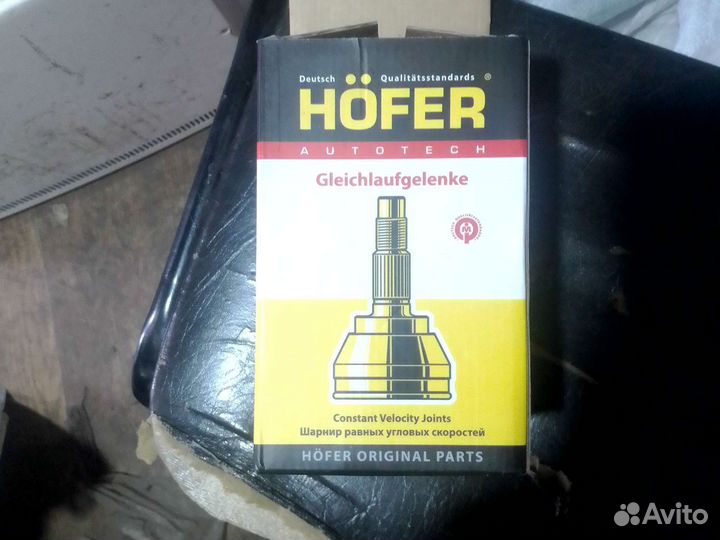 Deutsch Qualitätsstandards ®
HÖFER
AUTOTECH
Gleichlaufgelenke
Constant Velocity Joints
Шарнир равных угловых скоростей
HÖFER ORIGINAL PARTS
Avito